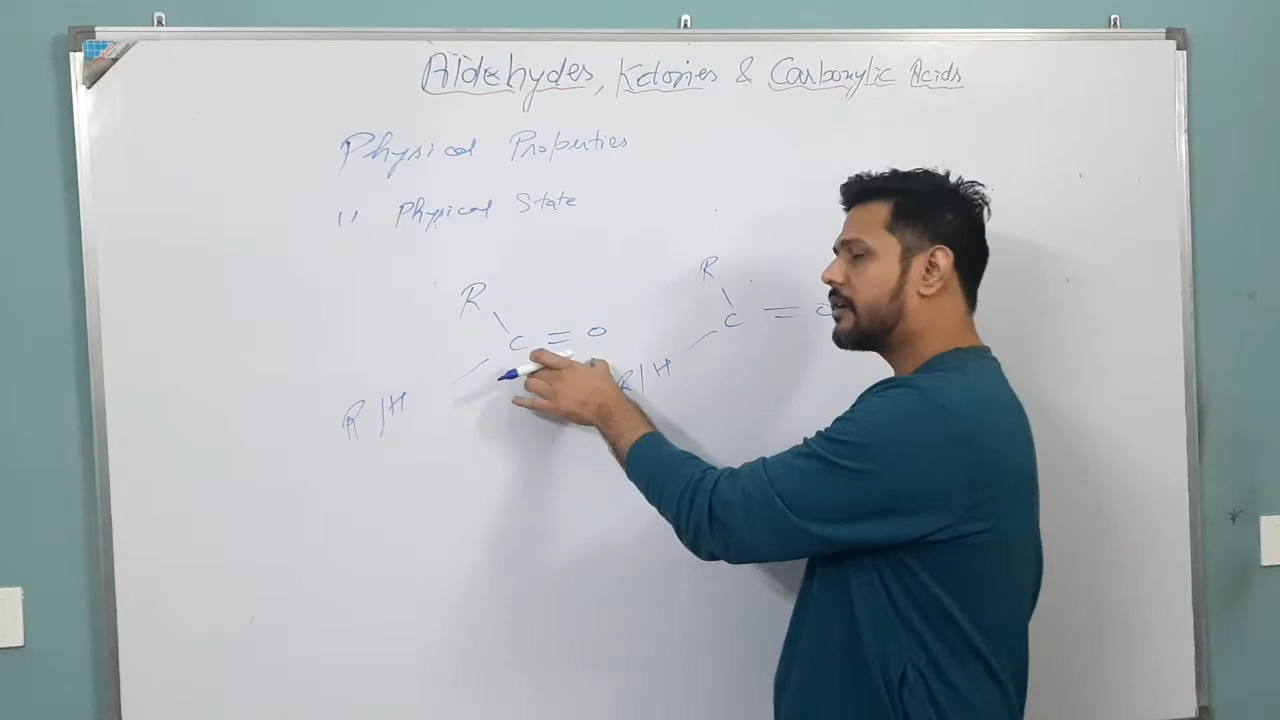 Aldehydes, Ketones & Carboxylic Acids
Physical Properties
1) Physical State
R R
C = O C = O
R/H R/H